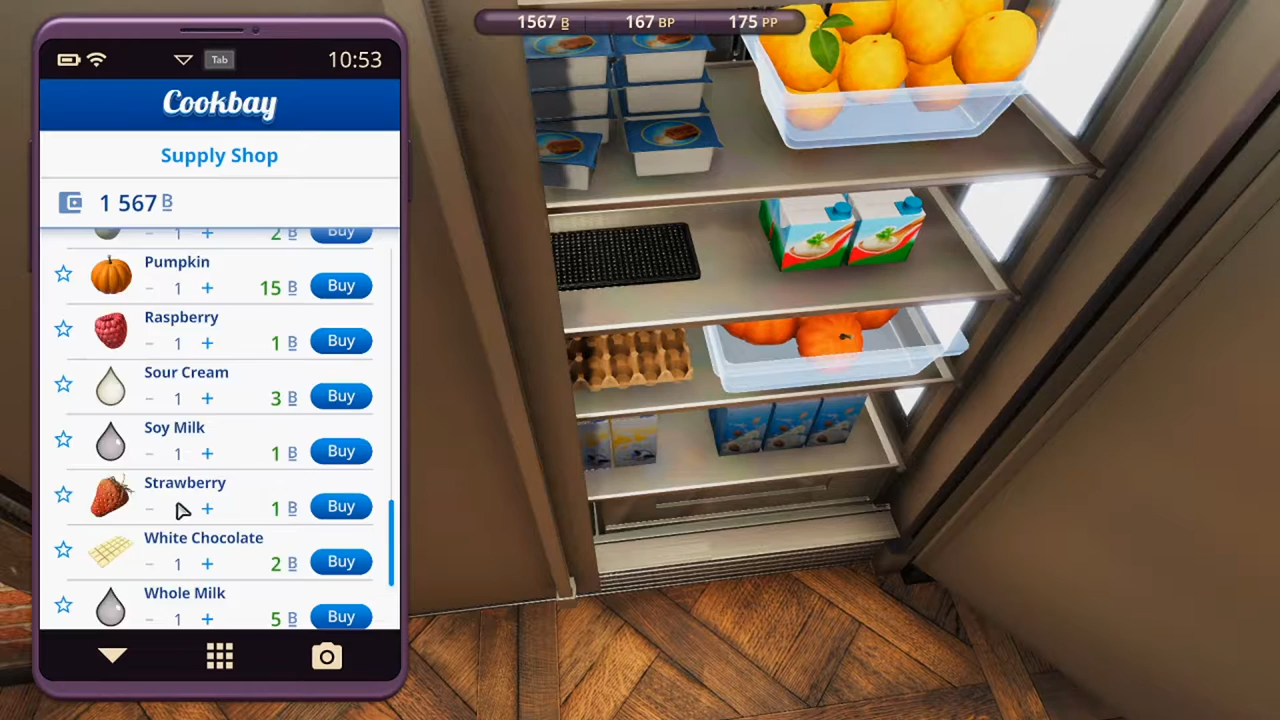 1567 B 167 BP 175 PP
Tab 10:53
Cookbay
Supply Shop
1 567 B
− 1 + 2 B Buy
Pumpkin
− 1 + 15 B Buy
Raspberry
− 1 + 1 B Buy
Sour Cream
− 1 + 3 B Buy
Soy Milk
− 1 + 1 B Buy
Strawberry
− + 1 B Buy
White Chocolate
− 1 + 2 B Buy
Whole Milk
− 1 + 5 B Buy